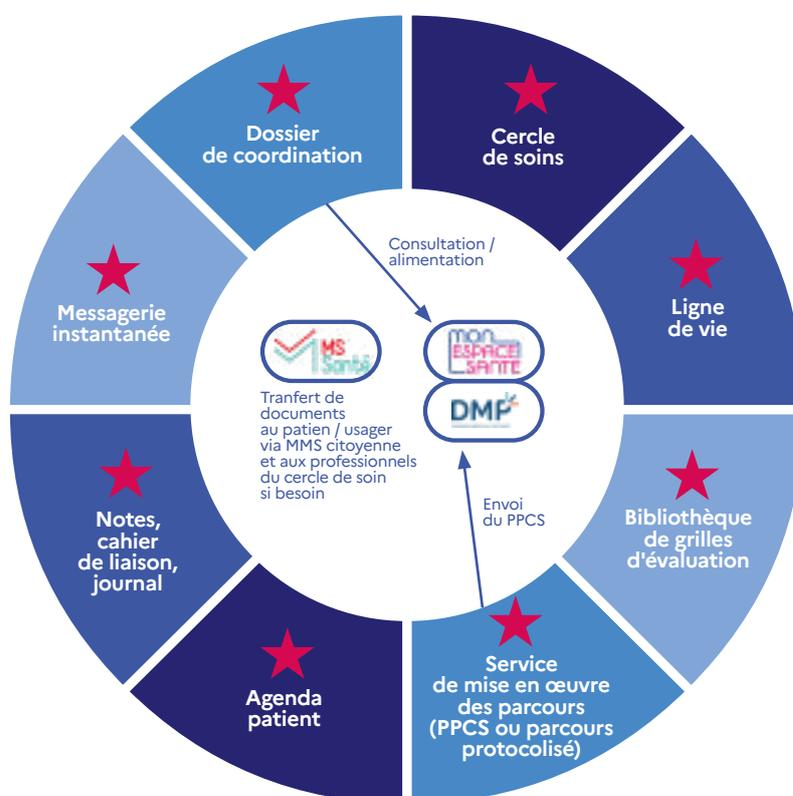 Dossier
de coordination
Cercle
de soins
Ligne
de vie
Bibliothèque
de grilles
d'évaluation
Service
de mise en œuvre
des parcours
(PPCS ou parcours
protocolisé)
Agenda
patient
Notes,
cahier
de liaison,
journal
Messagerie
instantanée
Consultation /
alimentation
MS
Santé
mon
ESPACE
SANTE
DMP
Tranfert de
documents
au patien / usager
via MMS citoyenne
et aux professionnels
du cercle de soin
si besoin
Envoi
du PPCS